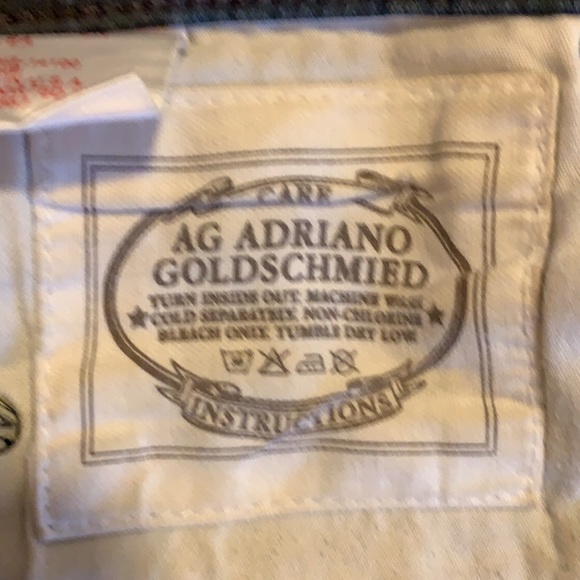 CARE
AG ADRIANO
GOLDSCHMIED
TURN INSIDE OUT. MACHINE WASH
COLD SEPARATELY. NON-CHLORINE
BLEACH ONLY. TUMBLE DRY LOW
INSTRUCTIONS